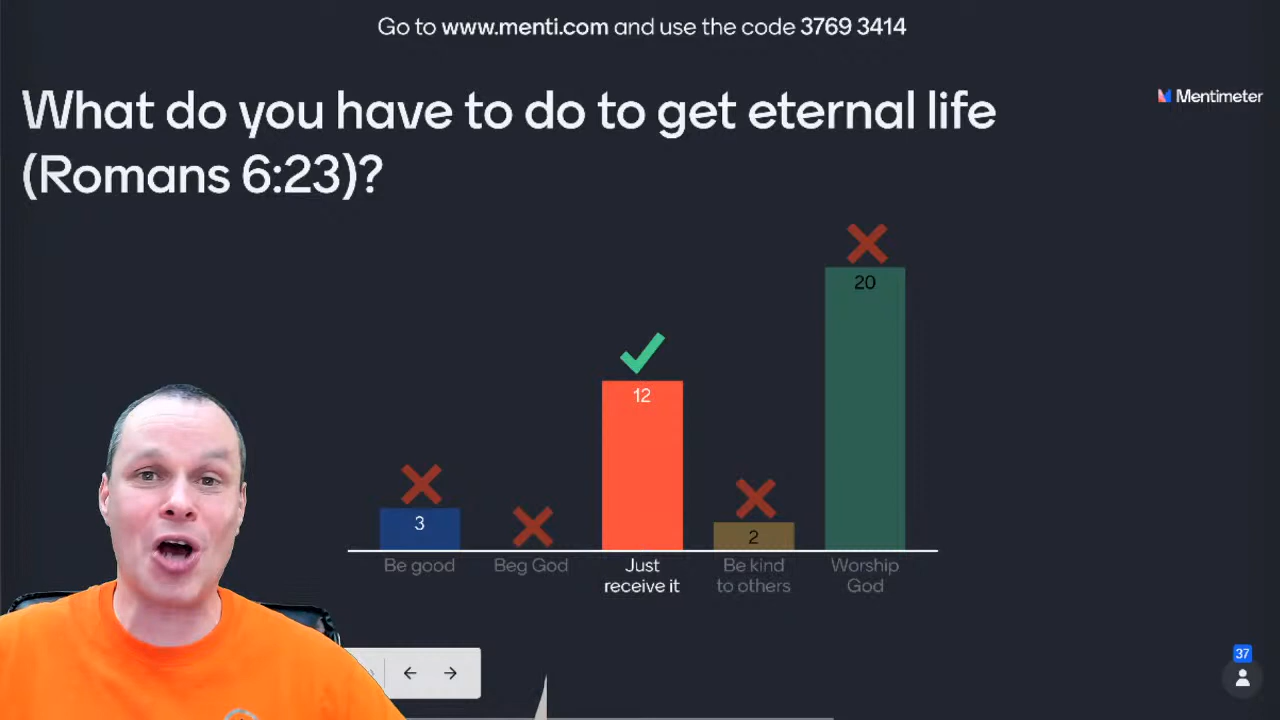 Go to www.menti.com and use the code 3769 3414
What do you have to do to get eternal life
(Romans 6:23)?
Mentimeter
20
12
3
2
Be good
Beg God
Just
receive it
Be kind
to others
Worship
God
37